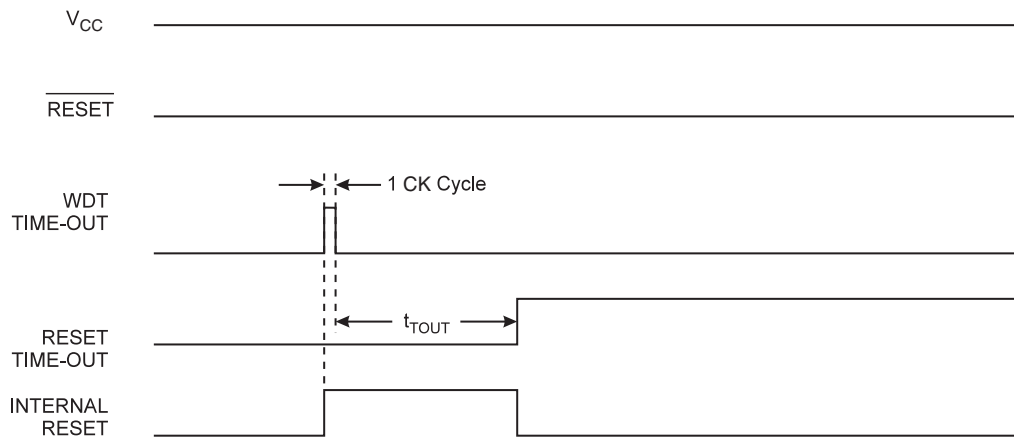 VCC
RESET
1 CK Cycle
WDT
TIME-OUT
tTOUT
RESET
TIME-OUT
INTERNAL
RESET